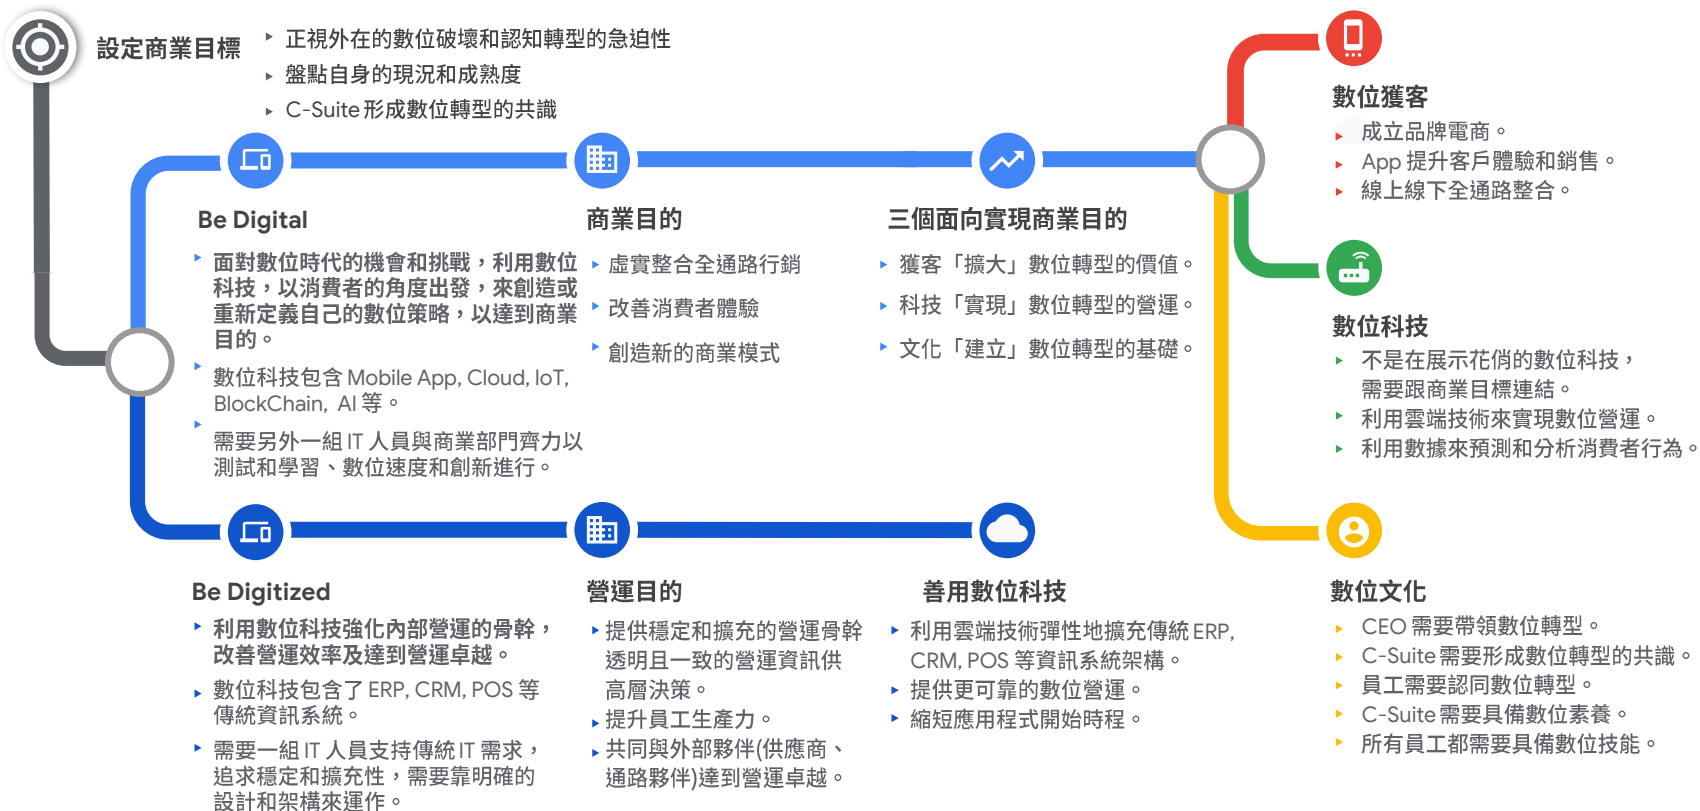 設定商業目標
正視外在的數位破壞和認知轉型的急迫性
盤點自身的現況和成熟度
C-Suite 形成數位轉型的共識
Be Digital
面對數位時代的機會和挑戰，利用數位
科技，以消費者的角度出發，來創造或
重新定義自己的數位策略，以達到商業
目的。
數位科技包含 Mobile App, Cloud, IoT,
BlockChain, AI 等。
需要另外一組 IT 人員與商業部門齊力以
測試和學習、數位速度和創新進行。
商業目的
虛實整合全通路行銷
改善消費者體驗
創造新的商業模式
三個面向實現商業目的
獲客「擴大」數位轉型的價值。
科技「實現」數位轉型的營運。
文化「建立」數位轉型的基礎。
數位獲客
成立品牌電商。
App 提升客戶體驗和銷售。
線上線下全通路整合。
數位科技
不是在展示花俏的數位科技，
需要跟商業目標連結。
利用雲端技術來實現數位營運。
利用數據來預測和分析消費者行為。
Be Digitized
利用數位科技強化內部營運的骨幹，
改善營運效率及達到營運卓越。
數位科技包含了 ERP, CRM, POS 等
傳統資訊系統。
需要一組 IT 人員支持傳統 IT 需求，
追求穩定和擴充性，需要靠明確的
設計和架構來運作。
營運目的
提供穩定和擴充的營運骨幹
透明且一致的營運資訊供
高層決策。
提升員工生產力。
共同與外部夥伴(供應商、
通路夥伴)達到營運卓越。
善用數位科技
利用雲端技術彈性地擴充傳統 ERP,
CRM, POS 等資訊系統架構。
提供更可靠的數位營運。
縮短應用程式開始時程。
數位文化
CEO 需要帶領數位轉型。
C-Suite 需要形成數位轉型的共識。
員工需要認同數位轉型。
C-Suite 需要具備數位素養。
所有員工都需要具備數位技能。